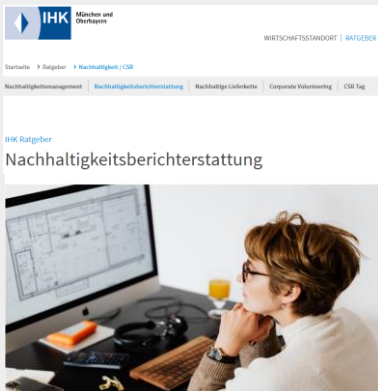 IHK München und
Oberbayern
WIRTSCHAFTSSTANDORT | RATGEBER
Startseite > Ratgeber > Nachhaltigkeit / CSR
Nachhaltigkeitsmanagement | Nachhaltigkeitsberichterstattung | Nachhaltige Lieferkette | Corporate Volunteering | CSR Tag
IHK Ratgeber
Nachhaltigkeitsberichterstattung